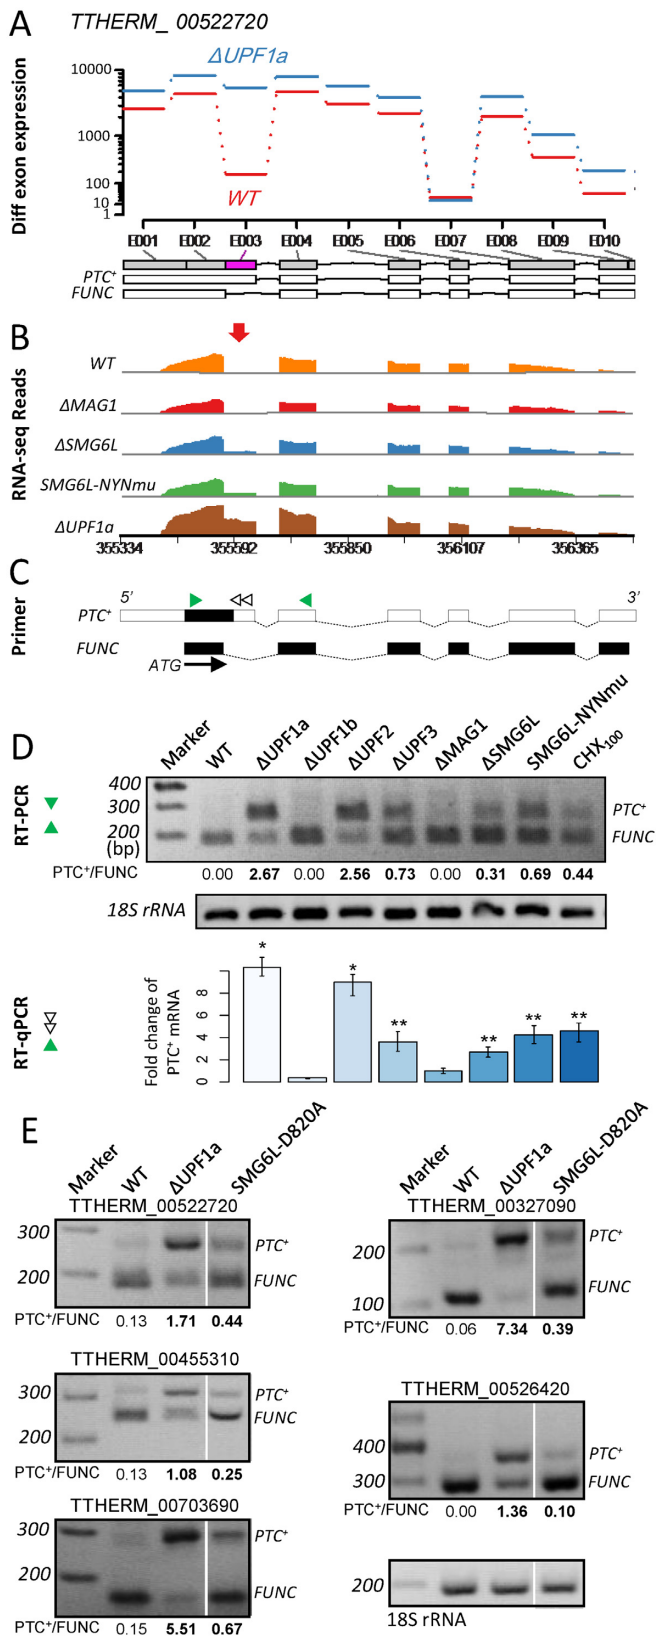 A
TTHERM_ 00522720
ΔUPF1a
Diff exon expression
10000
1000
100
10
1
WT
E001 E002 E003 E004 E005 E006 E007 E008 E009 E010
PTC+
FUNC
B
RNA-seq Reads
WT
ΔMAG1
ΔSMG6L
SMG6L-NYNmu
ΔUPF1a
355334 355592 355850 356107 356365
C
Primer
5' 3'
PTC+
FUNC
ATG
D
Marker WT ΔUPF1a ΔUPF1b ΔUPF2 ΔUPF3 ΔMAG1 ΔSMG6L SMG6L-NYNmu CHX100
RT-PCR
400
300 PTC+
200 FUNC
(bp)
PTC+/FUNC 0.00 2.67 0.00 2.56 0.73 0.00 0.31 0.69 0.44
18S rRNA
RT-qPCR
Fold change of
PTC+ mRNA
8
6
4
2
0
* * ** ** ** **
E
Marker WT ΔUPF1a SMG6L-D820A
TTHERM_00522720
300 PTC+
200 FUNC
PTC+/FUNC 0.13 1.71 0.44
TTHERM_00455310
300 PTC+
FUNC
200
PTC+/FUNC 0.13 1.08 0.25
TTHERM_00703690
300 PTC+
200 FUNC
PTC+/FUNC 0.15 5.51 0.67
Marker WT ΔUPF1a SMG6L-D820A
TTHERM_00327090
200 PTC+
FUNC
100
PTC+/FUNC 0.06 7.34 0.39
TTHERM_00526420
400 PTC+
300 FUNC
PTC+/FUNC 0.00 1.36 0.10
200
18S rRNA